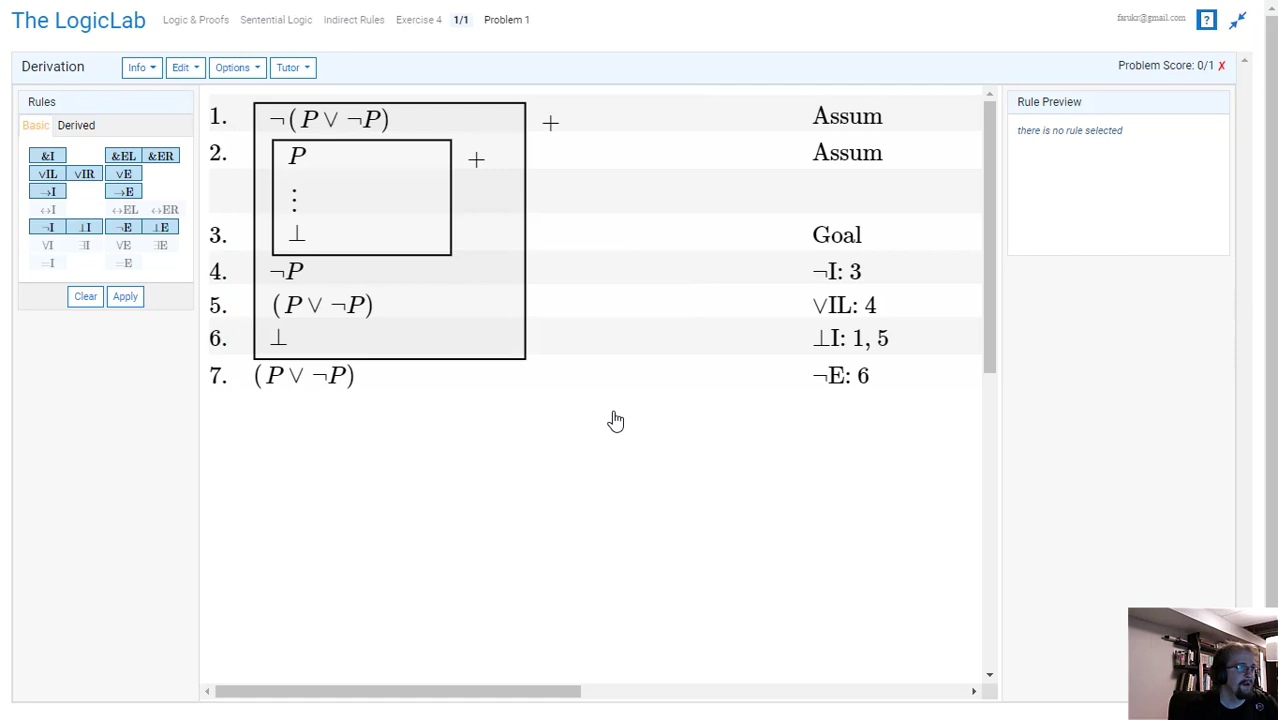 The LogicLab Logic & Proofs Sentential Logic Indirect Rules Exercise 4 1/1 Problem 1 farukr@gmail.com ?
Derivation Info Edit Options Tutor Problem Score: 0/1 ✗
Rules
Basic Derived
&I &EL &ER
∨IL ∨IR ∨E
→I →E
↔I ↔EL ↔ER
¬I ⊥I ¬E ⊥E
∀I ∃I ∀E ∃E
=I =E
Clear Apply
1. ¬(P ∨ ¬P) + Assum
2. P + Assum
⋮
3. ⊥ Goal
4. ¬P ¬I: 3
5. (P ∨ ¬P) ∨IL: 4
6. ⊥ ⊥I: 1, 5
7. (P ∨ ¬P) ¬E: 6
Rule Preview
there is no rule selected